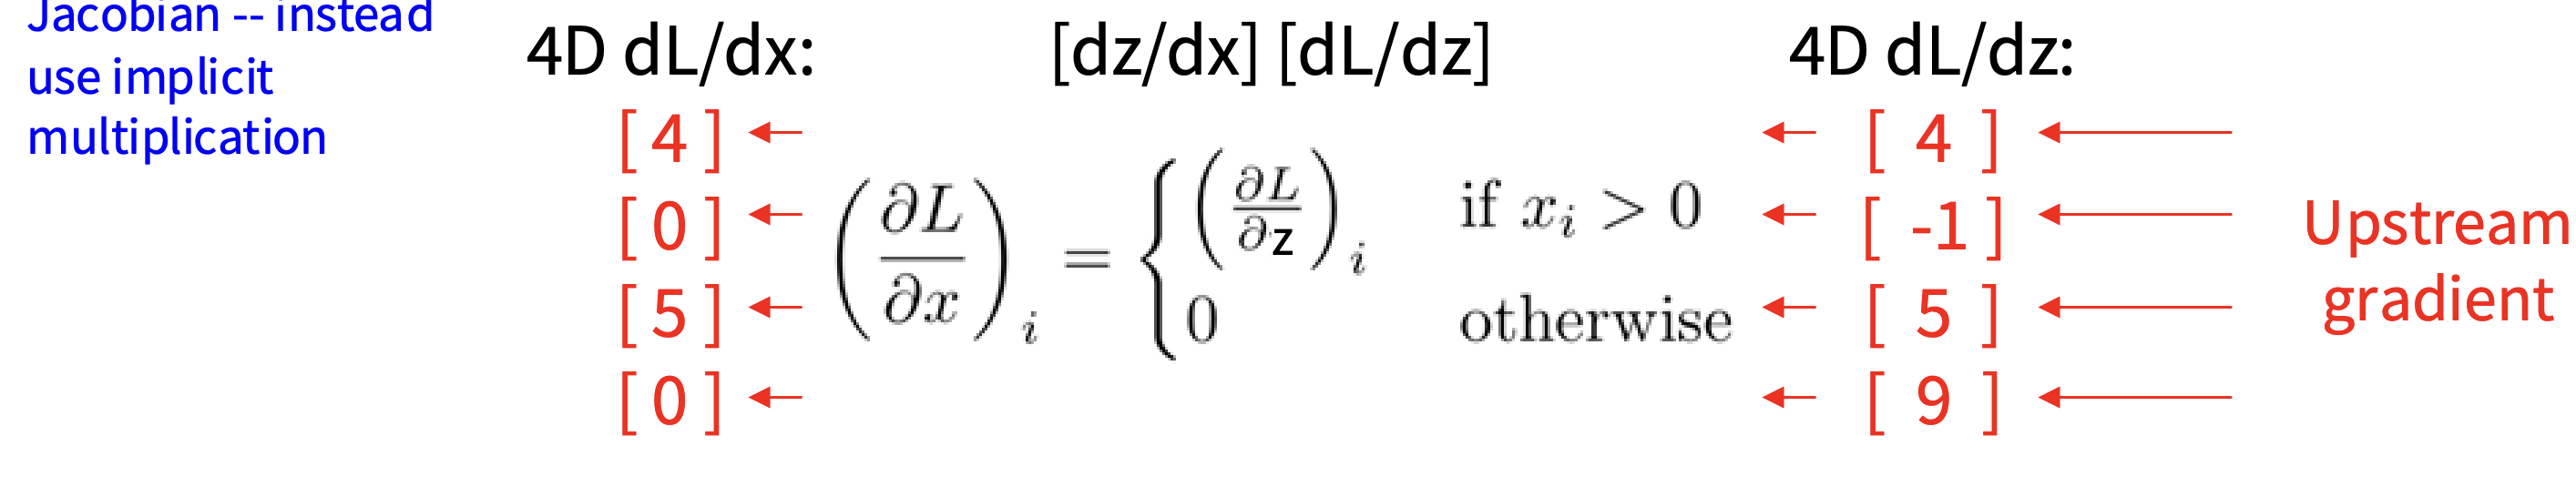 Jacobian -- instead
use implicit
multiplication
4D dL/dx:
[dz/dx] [dL/dz]
4D dL/dz:
[ 4 ]
[ 0 ]
[ 5 ]
[ 0 ]
(∂L/∂x)_i = { (∂L/∂z)_i if x_i > 0
0 otherwise
[ 4 ]
[ -1 ]
[ 5 ]
[ 9 ]
Upstream
gradient